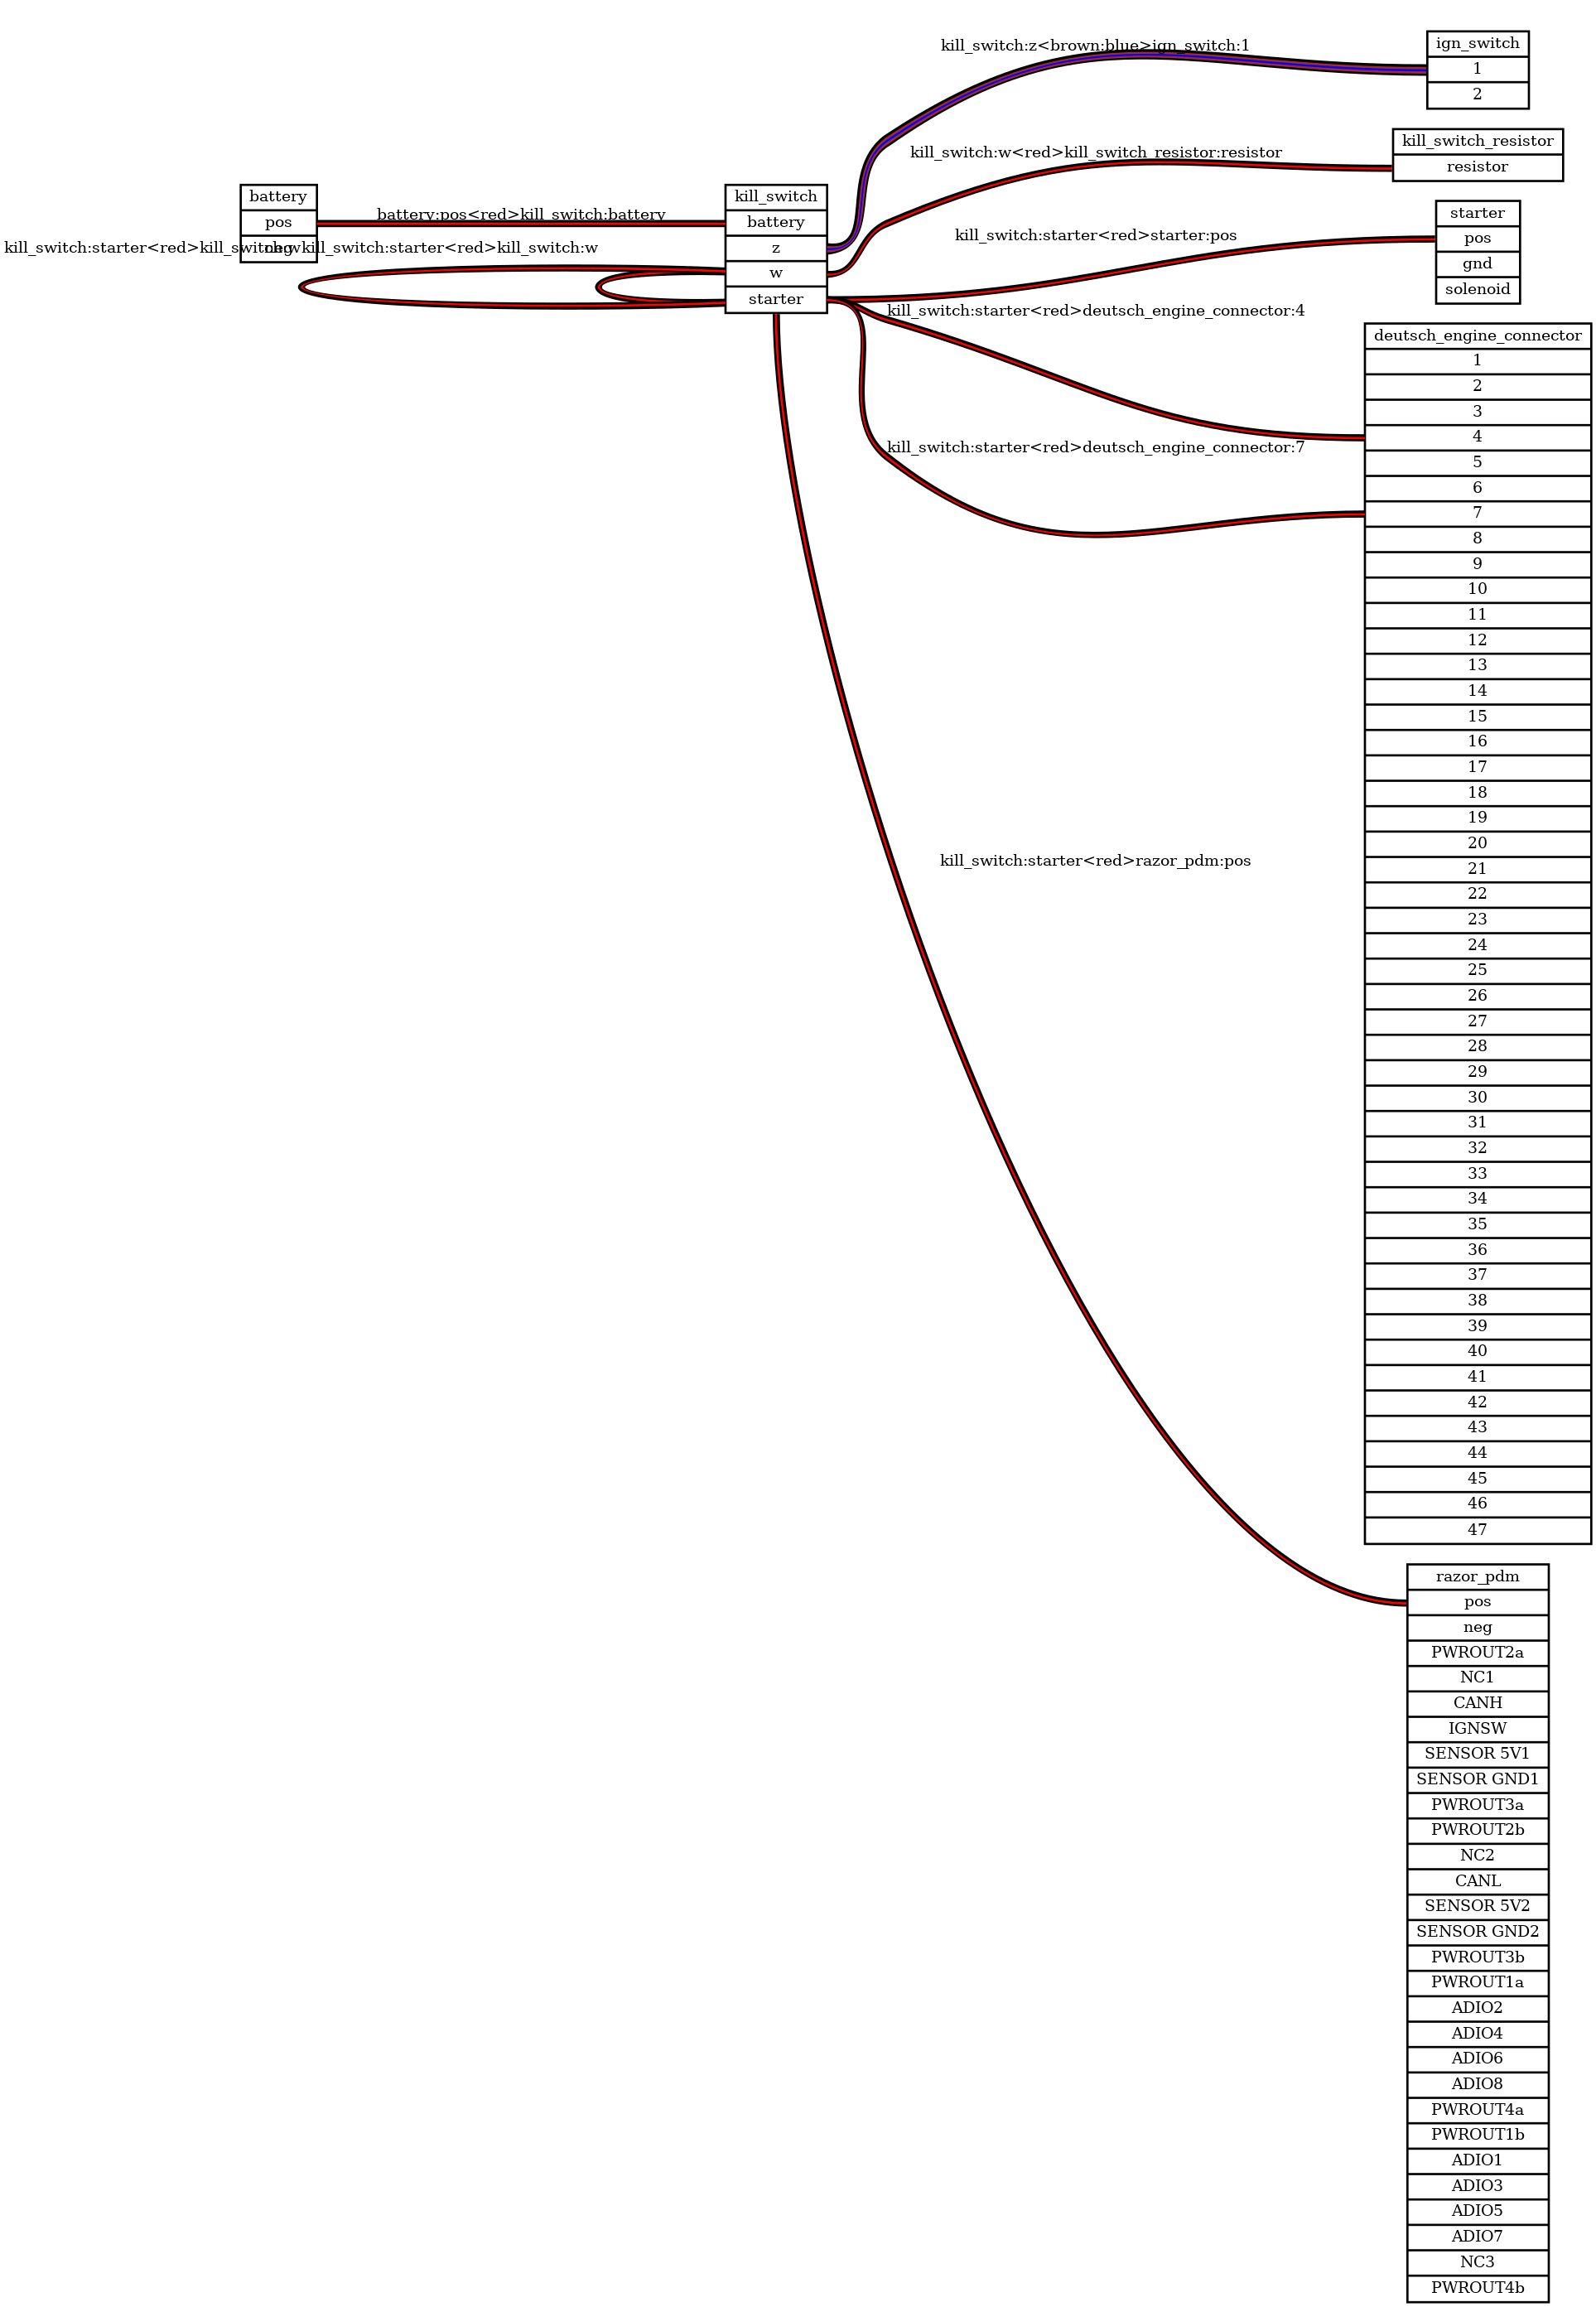 kill_switch:z<brown:blue>ign_switch:1
ign_switch
1
2
kill_switch:w<red>kill_switch_resistor:resistor
kill_switch_resistor
resistor
battery
pos
neg
battery:pos<red>kill_switch:battery
kill_switch:starter<red>kill_switch:w
kill_switch:starter<red>kill_switch:w
kill_switch
battery
z
w
starter
kill_switch:starter<red>starter:pos
starter
pos
gnd
solenoid
kill_switch:starter<red>deutsch_engine_connector:4
kill_switch:starter<red>deutsch_engine_connector:7
deutsch_engine_connector
1
2
3
4
5
6
7
8
9
10
11
12
13
14
15
16
17
18
19
20
21
22
23
24
25
26
27
28
29
30
31
32
33
34
35
36
37
38
39
40
41
42
43
44
45
46
47
kill_switch:starter<red>razor_pdm:pos
razor_pdm
pos
neg
PWROUT2a
NC1
CANH
IGNSW
SENSOR 5V1
SENSOR GND1
PWROUT3a
PWROUT2b
NC2
CANL
SENSOR 5V2
SENSOR GND2
PWROUT3b
PWROUT1a
ADIO2
ADIO4
ADIO6
ADIO8
PWROUT4a
PWROUT1b
ADIO1
ADIO3
ADIO5
ADIO7
NC3
PWROUT4b